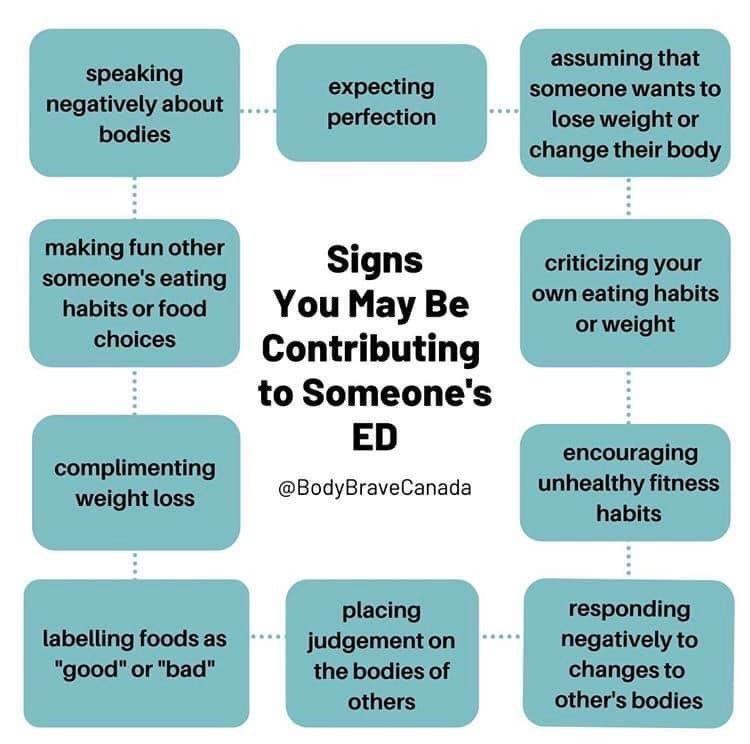 speaking
negatively about
bodies
expecting
perfection
assuming that
someone wants to
lose weight or
change their body
making fun other
someone's eating
habits or food
choices
Signs
You May Be
Contributing
to Someone's
ED
@BodyBraveCanada
criticizing your
own eating habits
or weight
complimenting
weight loss
encouraging
unhealthy fitness
habits
labelling foods as
"good" or "bad"
placing
judgement on
the bodies of
others
responding
negatively to
changes to
other's bodies